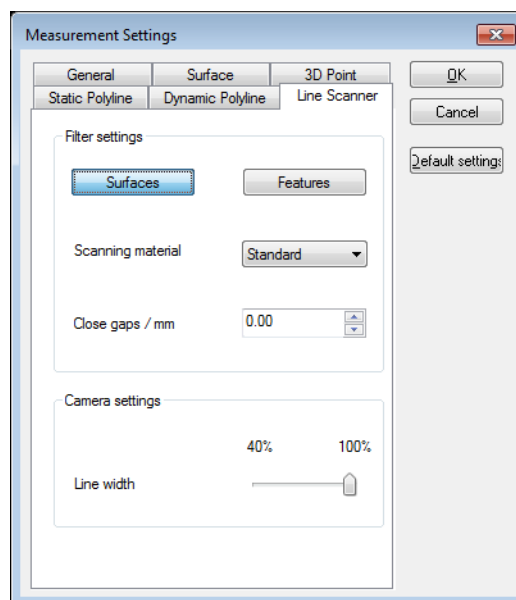 Measurement Settings
General Surface 3D Point
Static Polyline Dynamic Polyline Line Scanner
OK
Cancel
Default settings
Filter settings
Surfaces Features
Scanning material Standard
Close gaps / mm 0.00
Camera settings
40% 100%
Line width